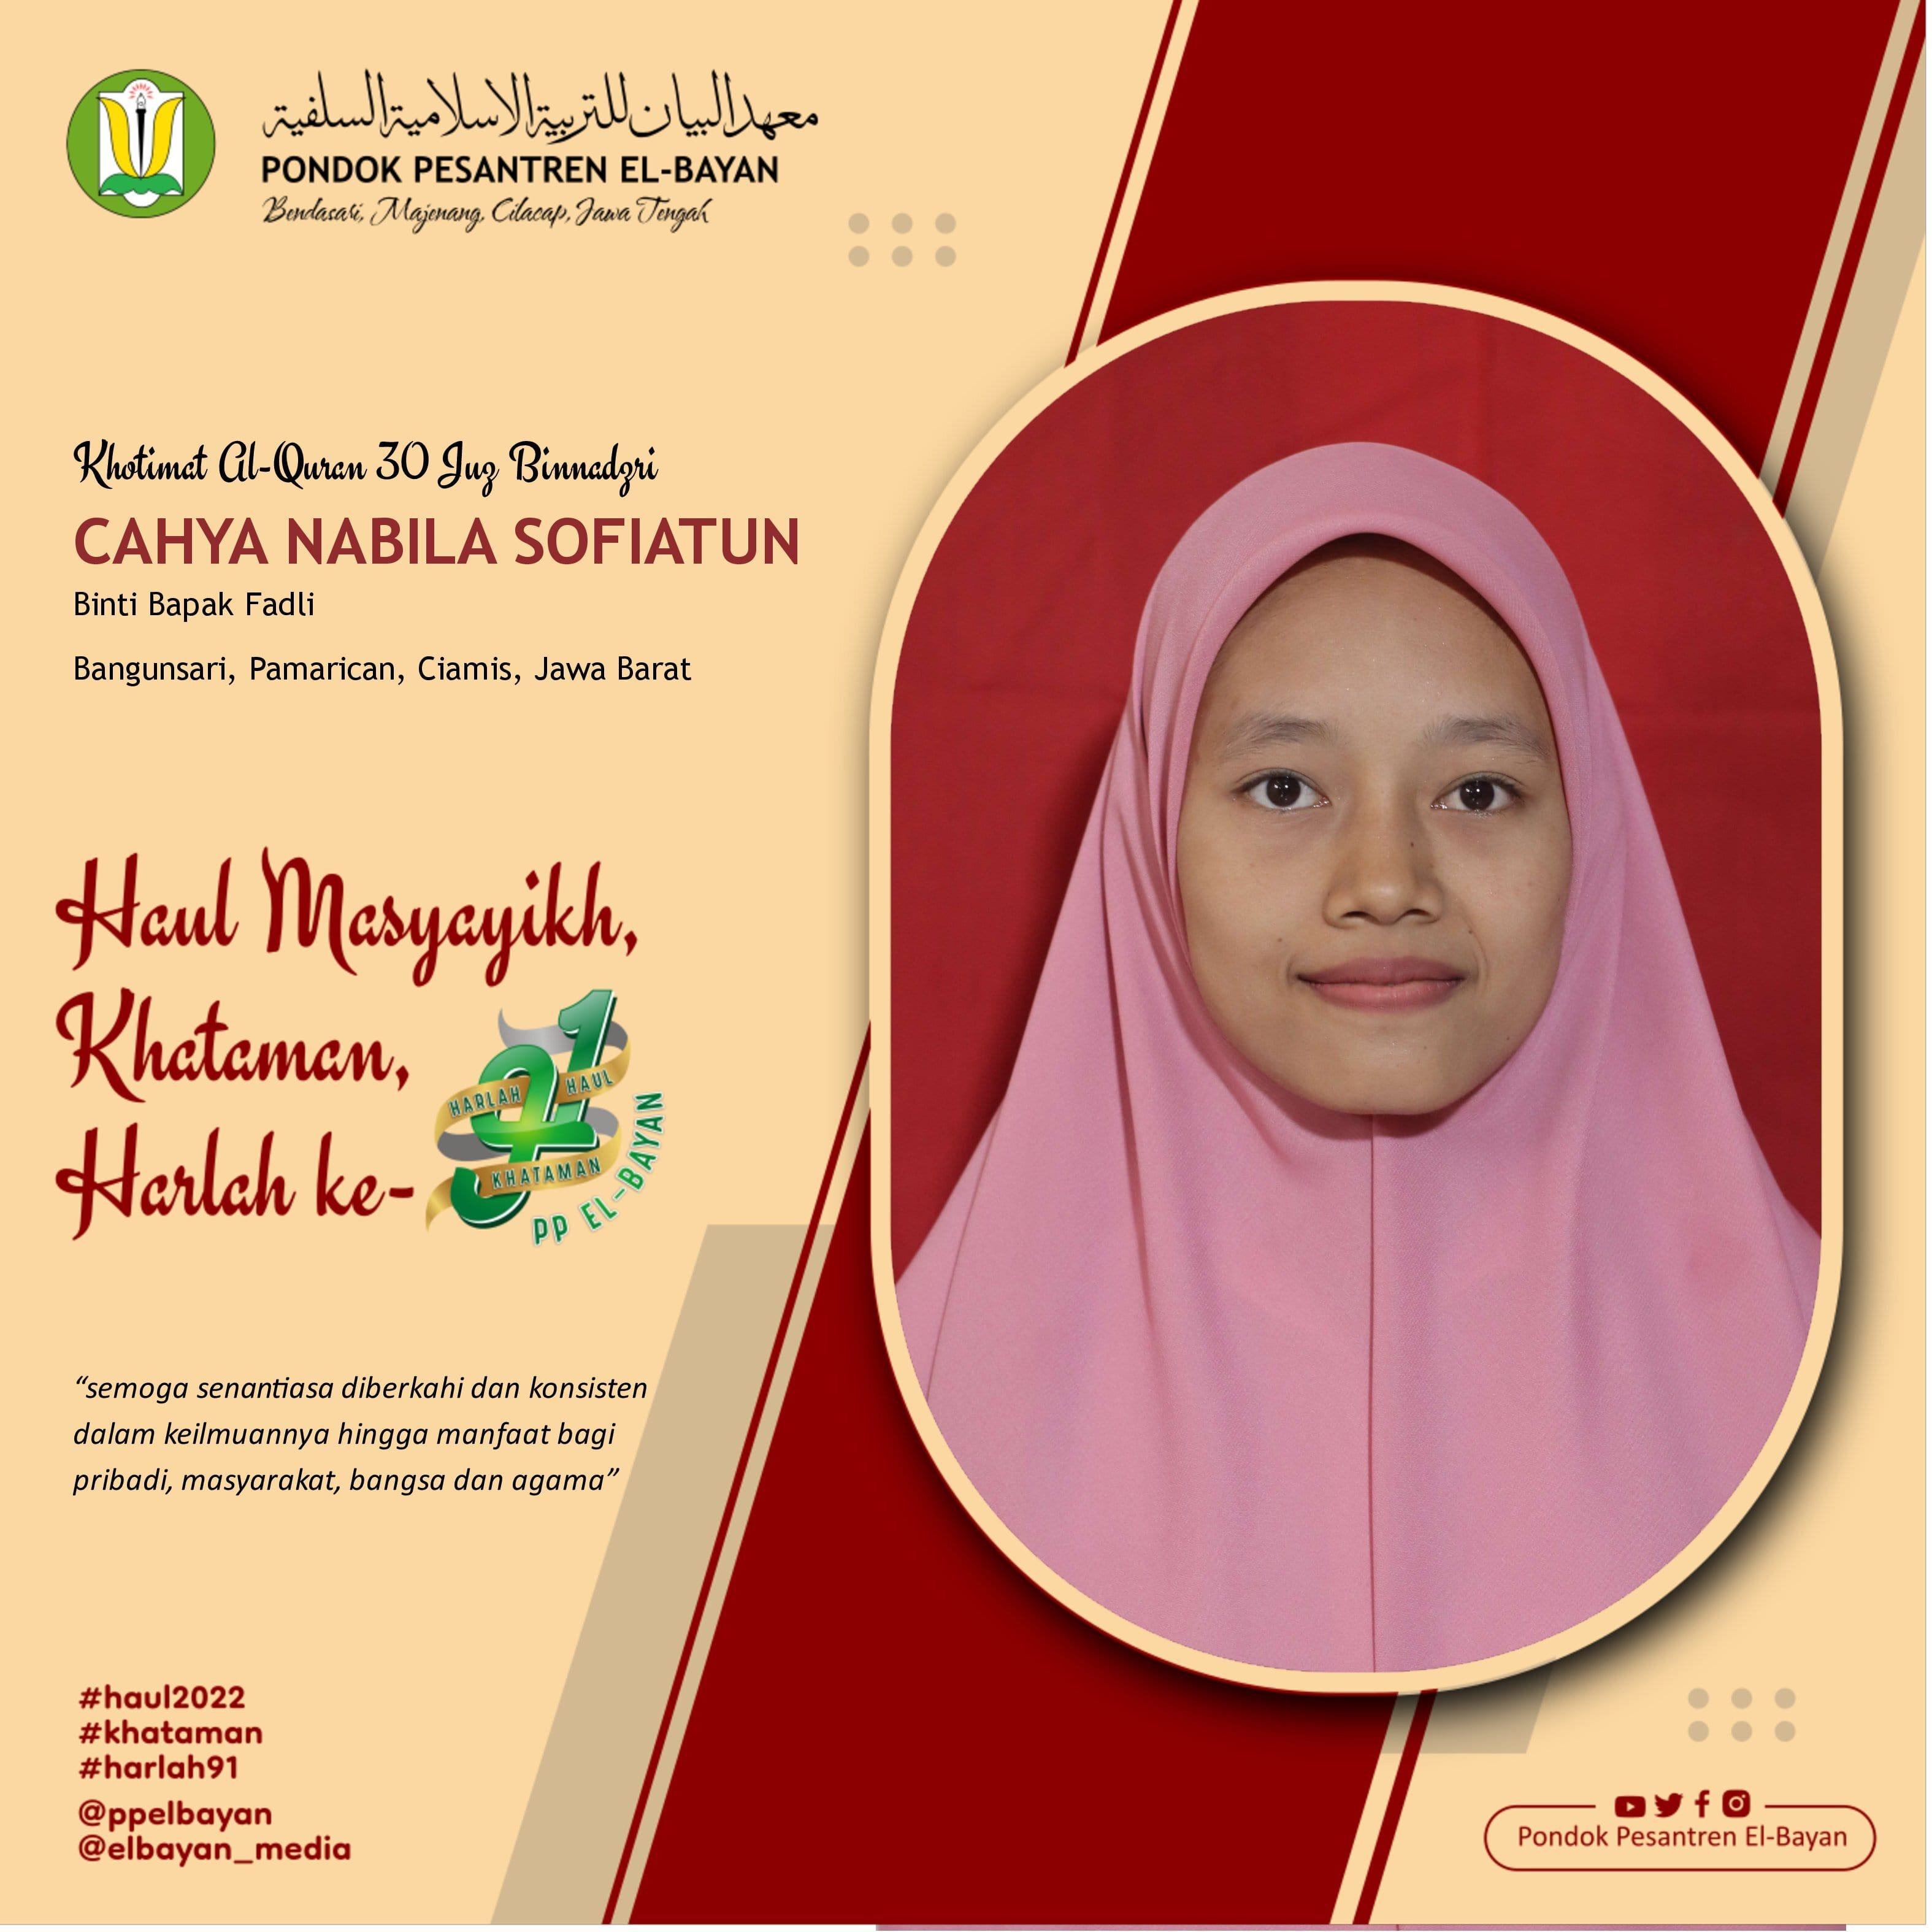 معهد البيان للتربية الاسلامية السلفية
PONDOK PESANTREN EL-BAYAN
Bendasari, Majenang, Cilacap, Jawa Tengah
Khotimat Al-Quran 30 Juz Binnadzri
CAHYA NABILA SOFIATUN
Binti Bapak Fadli
Bangunsari, Pamarican, Ciamis, Jawa Barat
Haul Masyayikh,
Khataman,
Harlah ke-
91
HARLAH HAUL
KHATAMAN
PP EL-BAYAN
“semoga senantiasa diberkahi dan konsisten
dalam keilmuannya hingga manfaat bagi
pribadi, masyarakat, bangsa dan agama”
#haul2022
#khataman
#harlah91
@ppelbayan
@elbayan_media
Pondok Pesantren El-Bayan